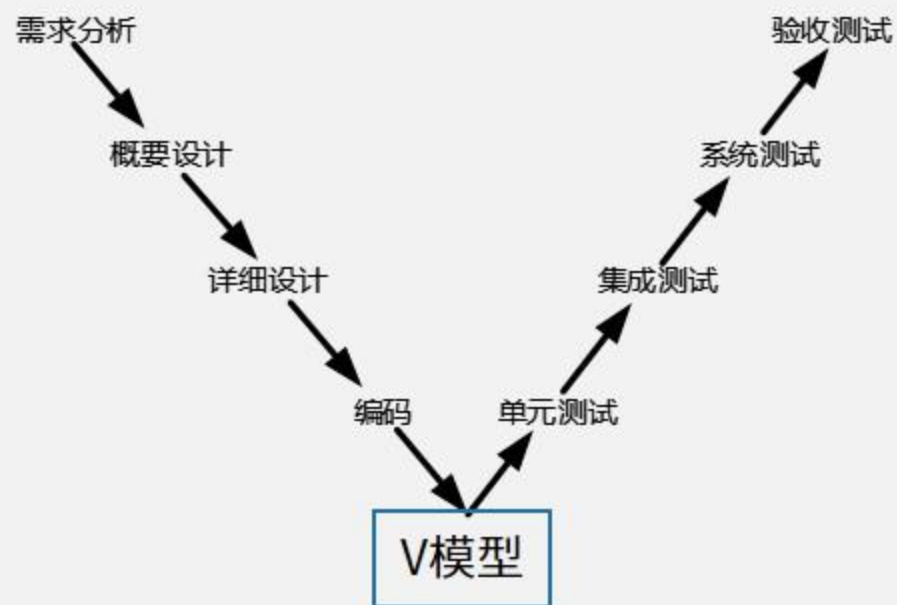 需求分析
验收测试
概要设计
系统测试
详细设计
集成测试
编码
单元测试
V模型